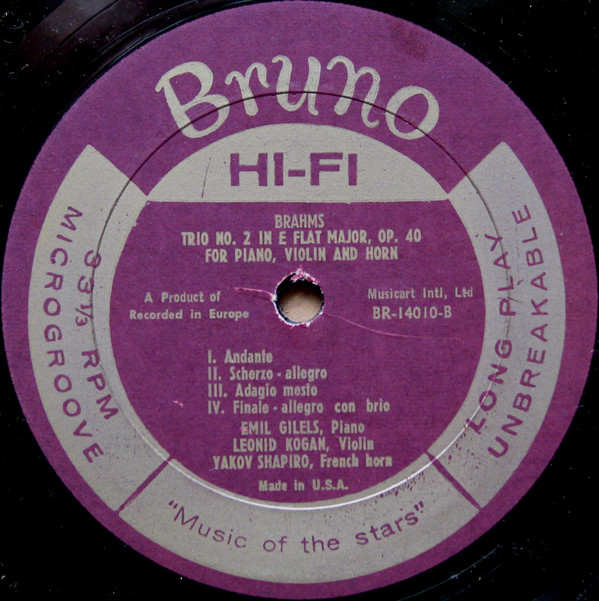 Bruno
HI-FI
BRAHMS
TRIO NO. 2 IN E FLAT MAJOR, OP. 40
FOR PIANO, VIOLIN AND HORN
A Product of
Recorded in Europe
Musicart Intl, Ltd
BR-14010-B
I. Andante
II. Scherzo - allegro
III. Adagio mesto
IV. Finale - allegro con brio
EMIL GILELS, Piano
LEONID KOGAN, Violin
YAKOV SHAPIRO, French horn
Made in U.S.A.
33⅓ RPM
MICROGROOVE
LONG PLAY
UNBREAKABLE
"Music of the stars"